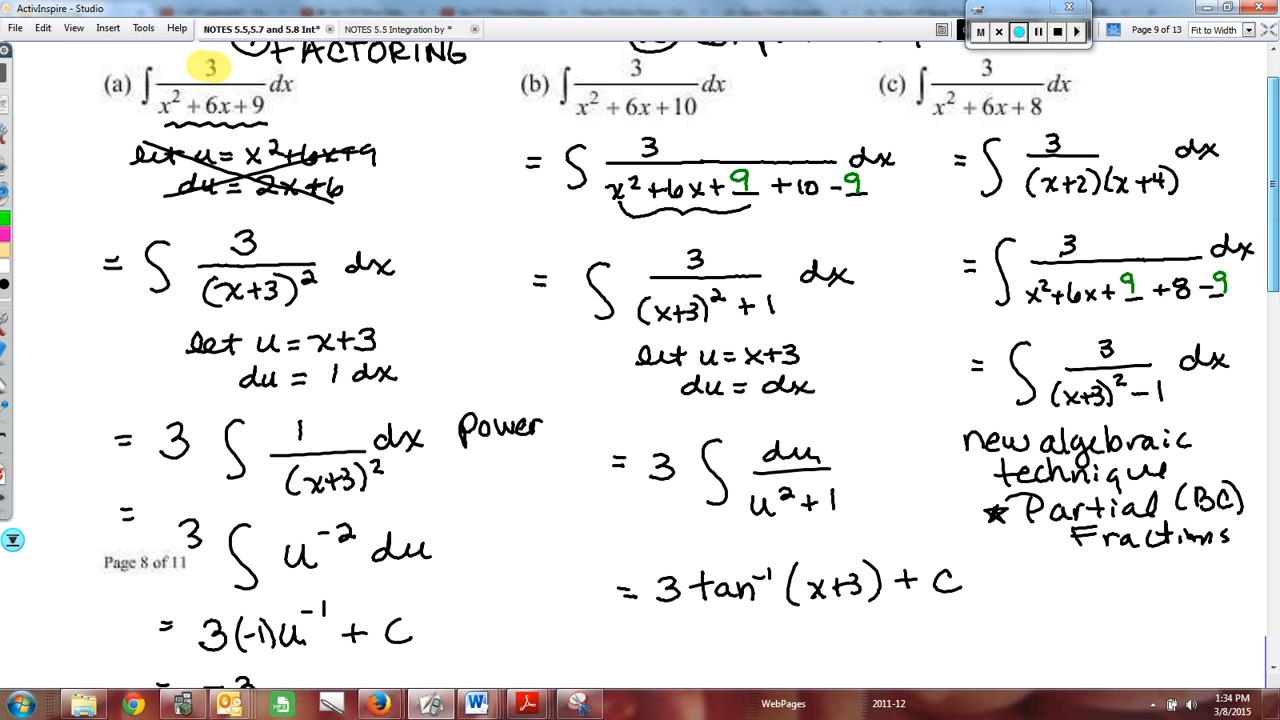 ActivInspire - Studio
File Edit View Insert Tools Help
NOTES 5.5,5.7 and 5.8 Int*
NOTES 5.5 Integration by *
M
Page 9 of 13
Fit to Width
FACTORING
(a) ∫ 3/(x² + 6x + 9) dx
let u = x² + 6x + 9
du = 2x + 6
= ∫ 3/(x+3)² dx
let u = x+3
du = 1 dx
= 3 ∫ 1/(x+3)² dx Power
= 3 ∫ u⁻² du
Page 8 of 11
= 3(-1)u⁻¹ + C
= -3
(b) ∫ 3/(x² + 6x + 10) dx
= ∫ 3/(x² + 6x + 9 + 10 - 9) dx
= ∫ 3/((x+3)² + 1) dx
let u = x+3
du = dx
= 3 ∫ du/(u² + 1)
= 3 tan⁻¹ (x+3) + C
(c) ∫ 3/(x² + 6x + 8) dx
= ∫ 3/((x+2)(x+4)) dx
= ∫ 3/(x² + 6x + 9 + 8 - 9) dx
= ∫ 3/((x+3)² - 1) dx
new algebraic
technique
* Partial (BC)
Fractions
WebPages
2011-12
1:34 PM
3/8/2015